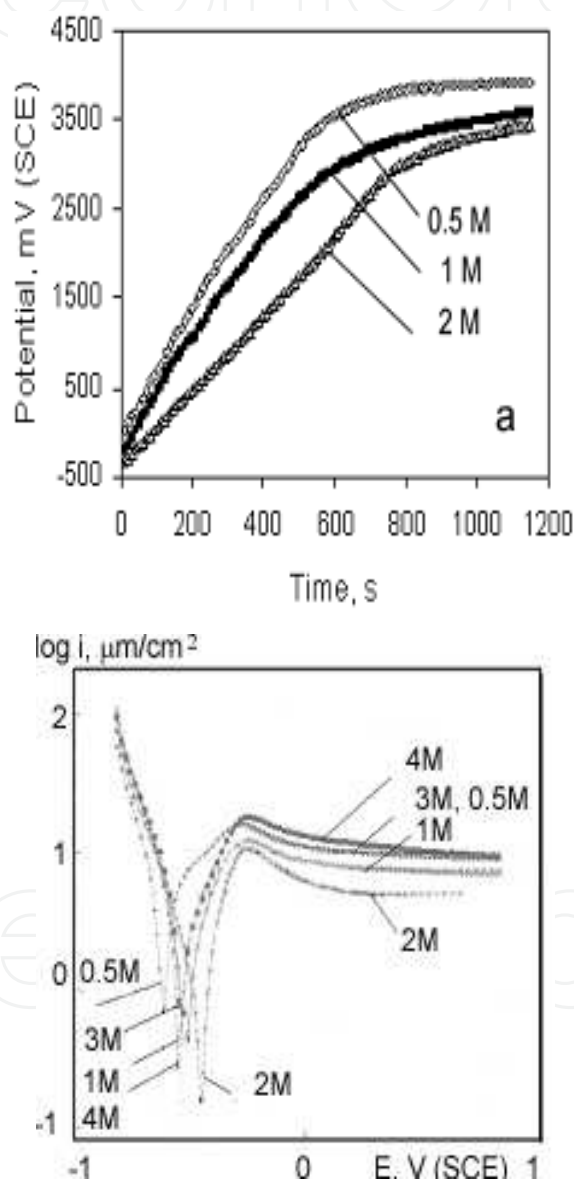 4500
3500
2500
1500
500
-500
Potential, mV (SCE)
0.5 M
1 M
2 M
a
0 200 400 600 800 1000 1200
Time, s
log i, μm/cm²
2
1
0
-1
4M
3M, 0.5M
1M
2M
0.5M
3M
1M
4M
2M
-1 0 E, V (SCE) 1